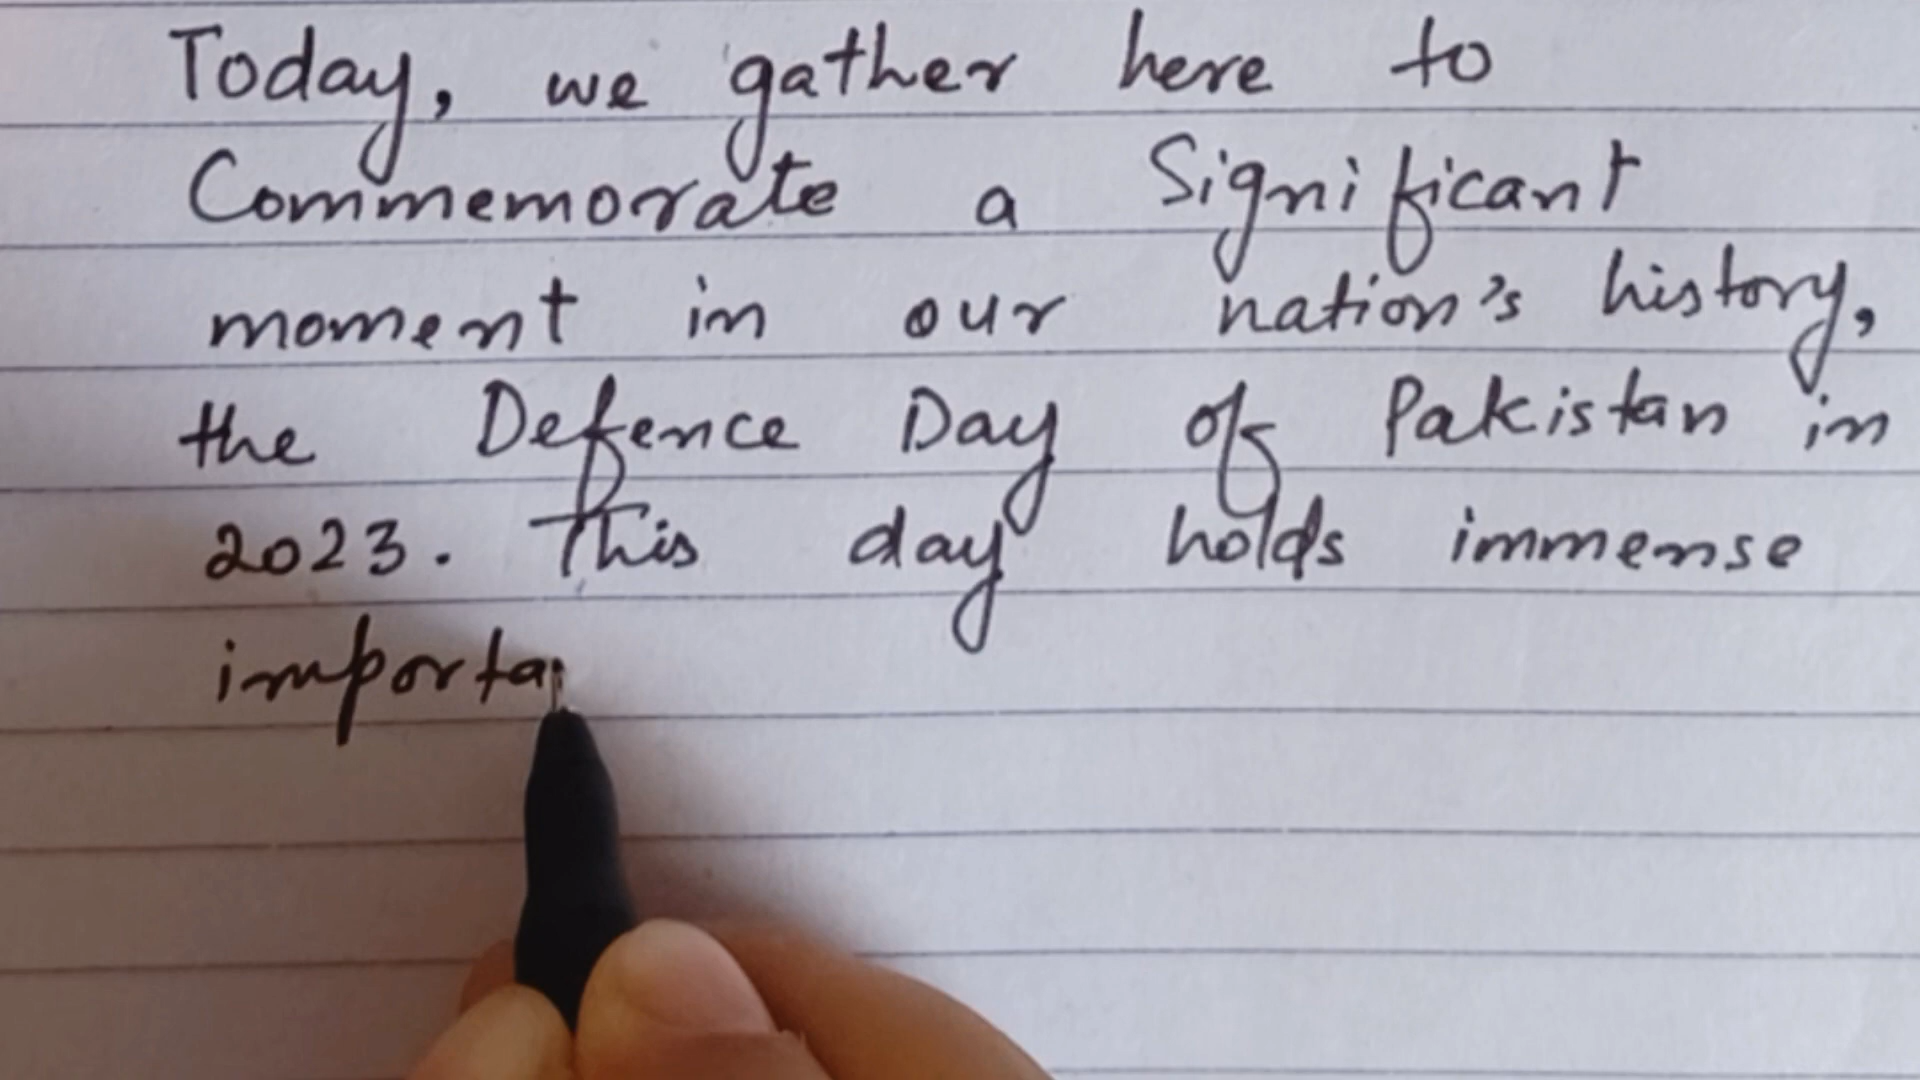 Today, we gather here to
Commemorate a Significant
moment in our nation's history,
the Defence Day of Pakistan in
2023. This day holds immense
importa